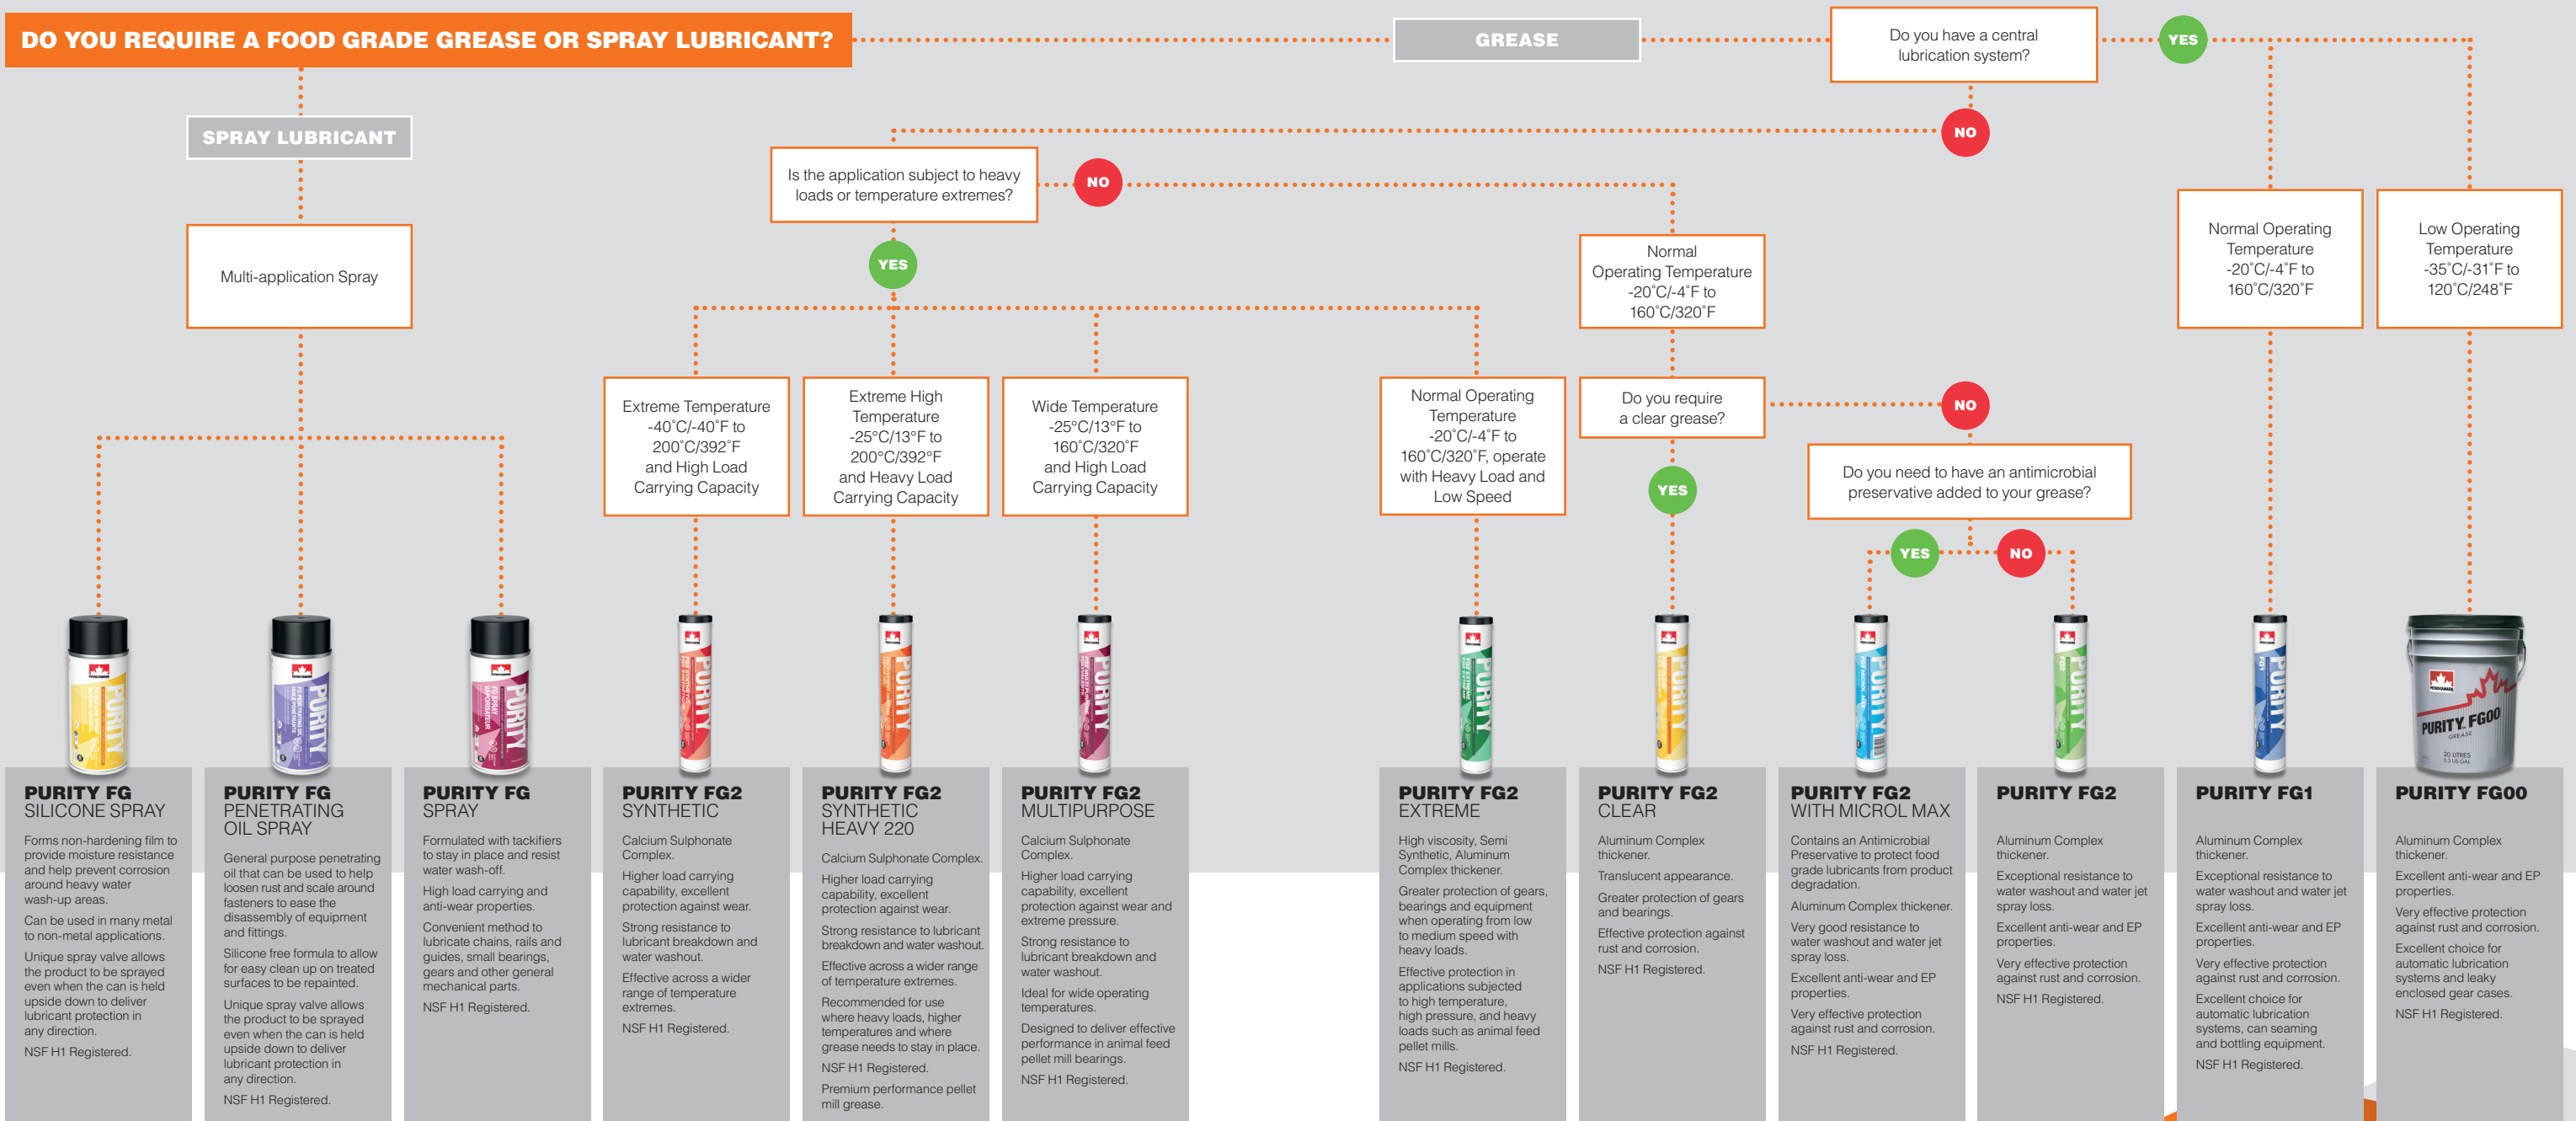 DO YOU REQUIRE A FOOD GRADE GREASE OR SPRAY LUBRICANT?
GREASE
Do you have a central
lubrication system?
YES
NO
SPRAY LUBRICANT
Multi-application Spray
Is the application subject to heavy
loads or temperature extremes?
NO
YES
Normal
Operating Temperature
-20˚C/-4˚F to
160˚C/320˚F
Normal Operating
Temperature
-20˚C/-4˚F to
160˚C/320˚F
Low Operating
Temperature
-35˚C/-31˚F to
120˚C/248˚F
Extreme Temperature
-40˚C/-40˚F to
200˚C/392˚F
and High Load
Carrying Capacity
Extreme High
Temperature
-25°C/13°F to
200°C/392°F
and Heavy Load
Carrying Capacity
Wide Temperature
-25°C/13°F to
160˚C/320˚F
and High Load
Carrying Capacity
Normal Operating
Temperature
-20˚C/-4˚F to
160˚C/320˚F, operate
with Heavy Load and
Low Speed
Do you require
a clear grease?
NO
YES
Do you need to have an antimicrobial
preservative added to your grease?
YES
NO
PURITY
PURITY
PURITY
FG SPRAY
PURITY
PURITY
PURITY
PURITY
PURITY
PURITY
PURITY
PURITY
FG1
PETRO-CANADA
PURITY FG00
GREASE
20 LITRES
5.3 US GAL
PURITY FG
SILICONE SPRAY
Forms non-hardening film to
provide moisture resistance
and help prevent corrosion
around heavy water
wash-up areas.
Can be used in many metal
to non-metal applications.
Unique spray valve allows
the product to be sprayed
even when the can is held
upside down to deliver
lubricant protection in
any direction.
NSF H1 Registered.
PURITY FG
PENETRATING
OIL SPRAY
General purpose penetrating
oil that can be used to help
loosen rust and scale around
fasteners to ease the
disassembly of equipment
and fittings.
Silicone free formula to allow
for easy clean up on treated
surfaces to be repainted.
Unique spray valve allows
the product to be sprayed
even when the can is held
upside down to deliver
lubricant protection in
any direction.
NSF H1 Registered.
PURITY FG
SPRAY
Formulated with tackifiers
to stay in place and resist
water wash-off.
High load carrying and
anti-wear properties.
Convenient method to
lubricate chains, rails and
guides, small bearings,
gears and other general
mechanical parts.
NSF H1 Registered.
PURITY FG2
SYNTHETIC
Calcium Sulphonate
Complex.
Higher load carrying
capability, excellent
protection against wear.
Strong resistance to
lubricant breakdown and
water washout.
Effective across a wider
range of temperature
extremes.
NSF H1 Registered.
PURITY FG2
SYNTHETIC
HEAVY 220
Calcium Sulphonate Complex.
Higher load carrying
capability, excellent
protection against wear.
Strong resistance to lubricant
breakdown and water washout.
Effective across a wider range
of temperature extremes.
Recommended for use
where heavy loads, higher
temperatures and where
grease needs to stay in place.
NSF H1 Registered.
Premium performance pellet
mill grease.
PURITY FG2
MULTIPURPOSE
Calcium Sulphonate
Complex.
Higher load carrying
capability, excellent
protection against wear and
extreme pressure.
Strong resistance to
lubricant breakdown and
water washout.
Ideal for wide operating
temperatures.
Designed to deliver effective
performance in animal feed
pellet mill bearings.
NSF H1 Registered.
PURITY FG2
EXTREME
High viscosity, Semi
Synthetic, Aluminum
Complex thickener.
Greater protection of gears,
bearings and equipment
when operating from low
to medium speed with
heavy loads.
Effective protection in
applications subjected
to high temperature,
high pressure, and heavy
loads such as animal feed
pellet mills.
NSF H1 Registered.
PURITY FG2
CLEAR
Aluminum Complex
thickener.
Translucent appearance.
Greater protection of gears
and bearings.
Effective protection against
rust and corrosion.
NSF H1 Registered.
PURITY FG2
WITH MICROL MAX
Contains an Antimicrobial
Preservative to protect food
grade lubricants from product
degradation.
Aluminum Complex thickener.
Very good resistance to
water washout and water jet
spray loss.
Excellent anti-wear and EP
properties.
Very effective protection
against rust and corrosion.
NSF H1 Registered.
PURITY FG2
Aluminum Complex
thickener.
Exceptional resistance to
water washout and water jet
spray loss.
Excellent anti-wear and EP
properties.
Very effective protection
against rust and corrosion.
NSF H1 Registered.
PURITY FG1
Aluminum Complex
thickener.
Exceptional resistance to
water washout and water jet
spray loss.
Excellent anti-wear and EP
properties.
Very effective protection
against rust and corrosion.
Excellent choice for
automatic lubrication
systems, can seaming
and bottling equipment.
NSF H1 Registered.
PURITY FG00
Aluminum Complex
thickener.
Excellent anti-wear and EP
properties.
Very effective protection
against rust and corrosion.
Excellent choice for
automatic lubrication
systems and leaky
enclosed gear cases.
NSF H1 Registered.